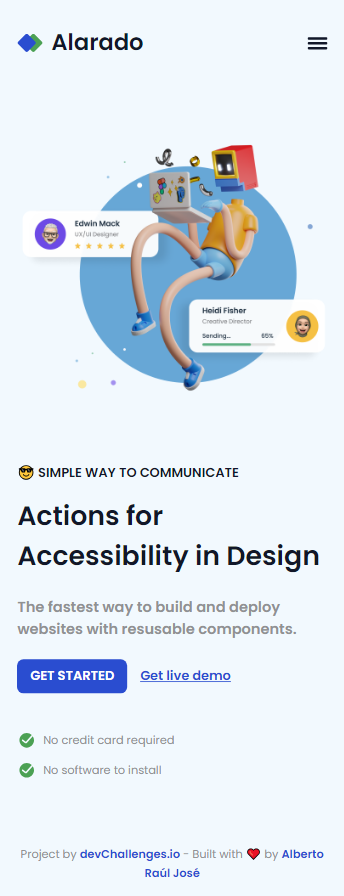 Alarado
Edwin Mack
UX/UI Designer
Heidi Fisher
Creative Director
Sending... 65%
SIMPLE WAY TO COMMUNICATE
Actions for
Accessibility in Design
The fastest way to build and deploy
websites with resusable components.
GET STARTED Get live demo
No credit card required
No software to install
Project by devChallenges.io - Built with ❤️ by Alberto
Raúl José